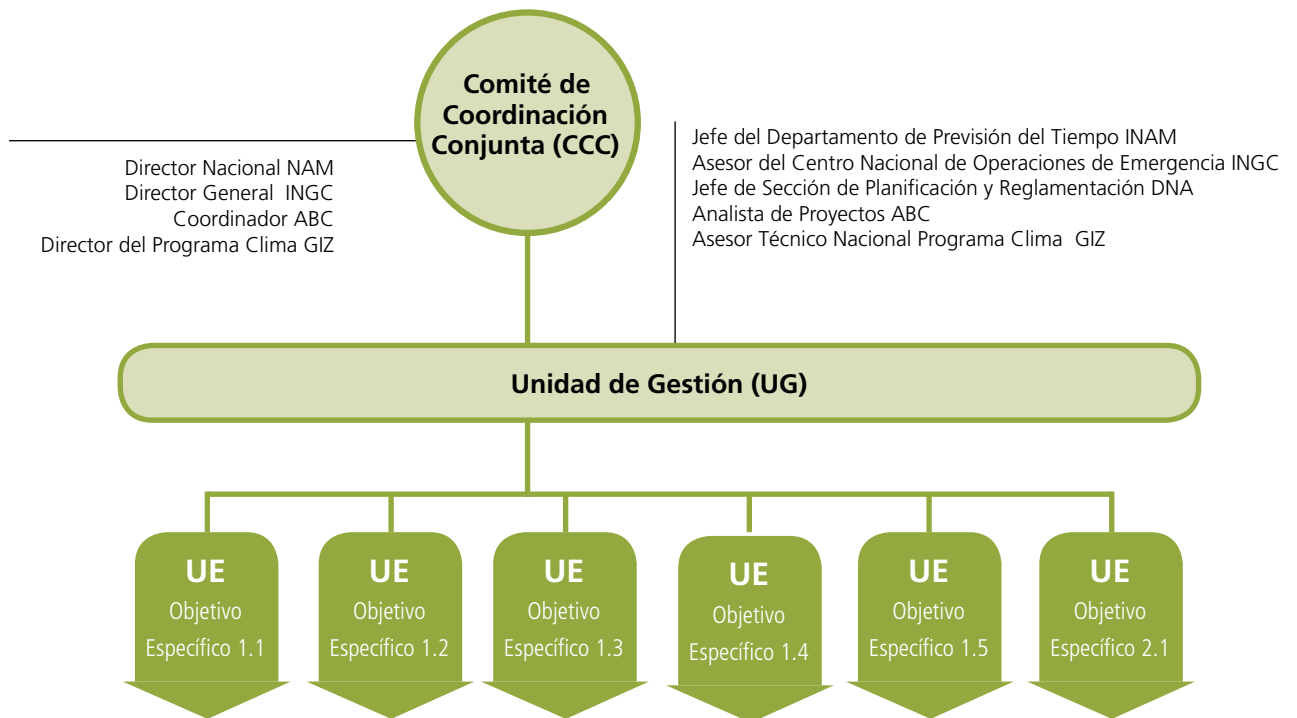 Comité de
Coordinación
Conjunta (CCC)
Director Nacional NAM
Director General INGC
Coordinador ABC
Director del Programa Clima GIZ
Jefe del Departamento de Previsión del Tiempo INAM
Asesor del Centro Nacional de Operaciones de Emergencia INGC
Jefe de Sección de Planificación y Reglamentación DNA
Analista de Proyectos ABC
Asesor Técnico Nacional Programa Clima GIZ
Unidad de Gestión (UG)
UE
Objetivo
Específico 1.1
UE
Objetivo
Específico 1.2
UE
Objetivo
Específico 1.3
UE
Objetivo
Específico 1.4
UE
Objetivo
Específico 1.5
UE
Objetivo
Específico 2.1